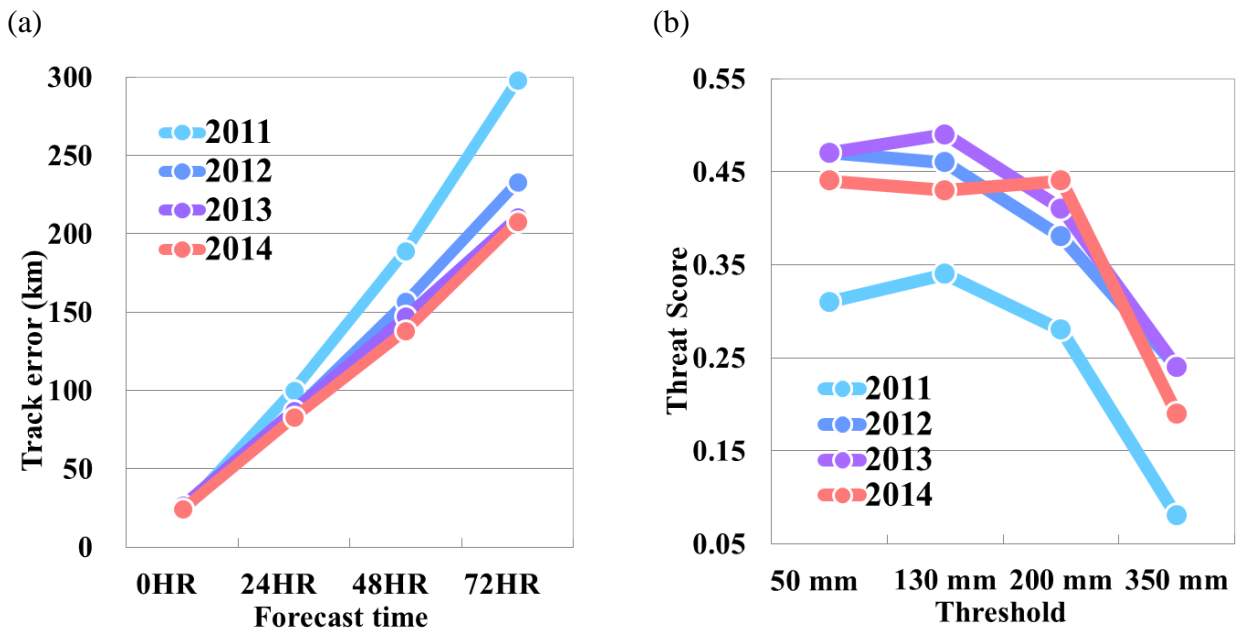 (a)
300
250
200
150
100
50
0
Track error (km)
2011
2012
2013
2014
0HR 24HR 48HR 72HR
Forecast time
(b)
0.55
0.45
0.35
0.25
0.15
0.05
Threat Score
2011
2012
2013
2014
50 mm 130 mm 200 mm 350 mm
Threshold